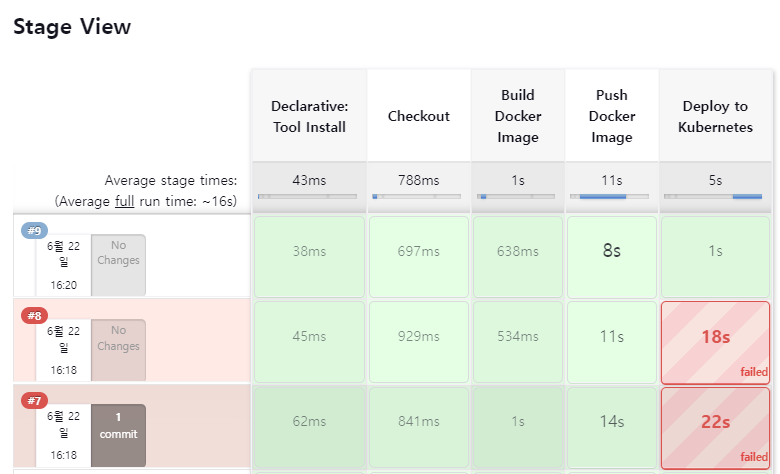 Stage View
Declarative:
Tool Install
Checkout
Build
Docker
Image
Push
Docker
Image
Deploy to
Kubernetes
Average stage times:
(Average full run time: ~16s)
43ms
788ms
1s
11s
5s
#9
6월 22
일
16:20
No
Changes
38ms
697ms
638ms
8s
1s
#8
6월 22
일
16:18
No
Changes
45ms
929ms
534ms
11s
18s
failed
#7
6월 22
일
16:18
1
commit
62ms
841ms
1s
14s
22s
failed